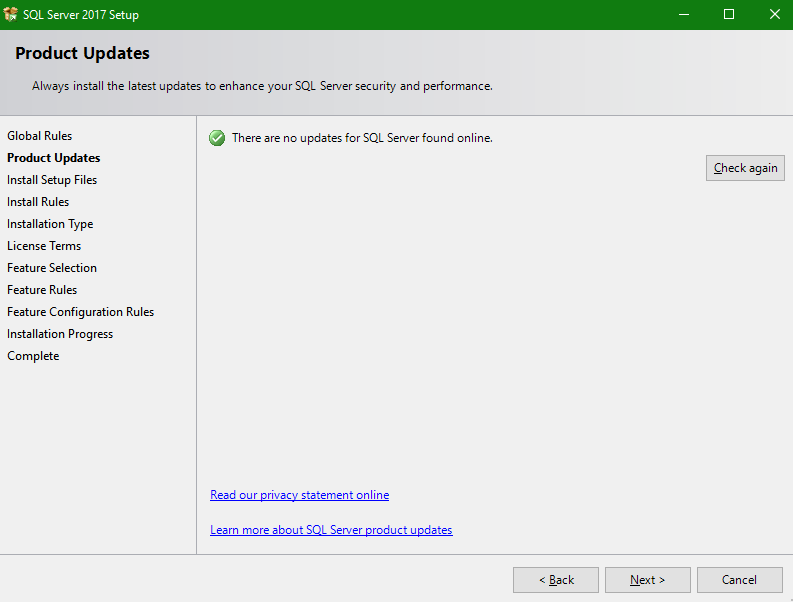 SQL Server 2017 Setup
Product Updates
Always install the latest updates to enhance your SQL Server security and performance.
Global Rules
Product Updates
Install Setup Files
Install Rules
Installation Type
License Terms
Feature Selection
Feature Rules
Feature Configuration Rules
Installation Progress
Complete
There are no updates for SQL Server found online.
Check again
Read our privacy statement online
Learn more about SQL Server product updates
< Back
Next >
Cancel